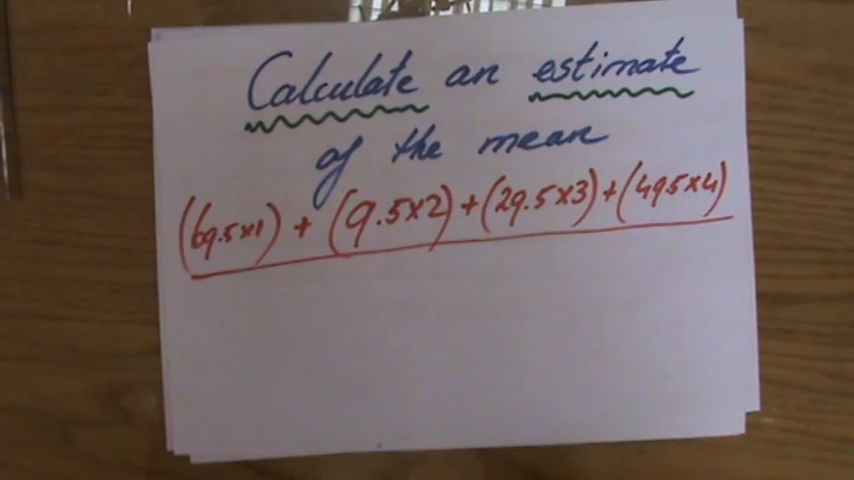 Calculate an estimate
of the mean
(69.5x1) + (9.5x2)+(29.5x3)+(49.5x4)